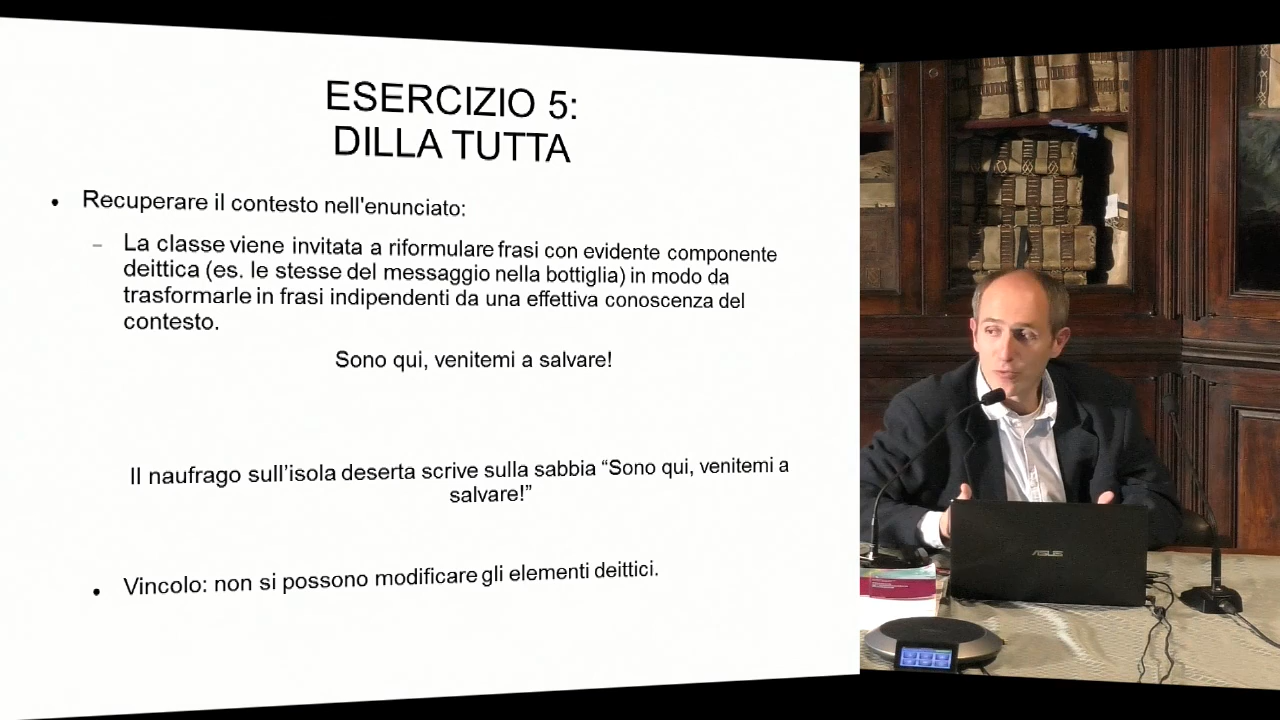 ESERCIZIO 5:
DILLA TUTTA
• Recuperare il contesto nell'enunciato:
– La classe viene invitata a riformulare frasi con evidente componente
deittica (es. le stesse del messaggio nella bottiglia) in modo da
trasformarle in frasi indipendenti da una effettiva conoscenza del
contesto.
Sono qui, venitemi a salvare!
Il naufrago sull’isola deserta scrive sulla sabbia “Sono qui, venitemi a
salvare!”
• Vincolo: non si possono modificare gli elementi deittici.
ASUS